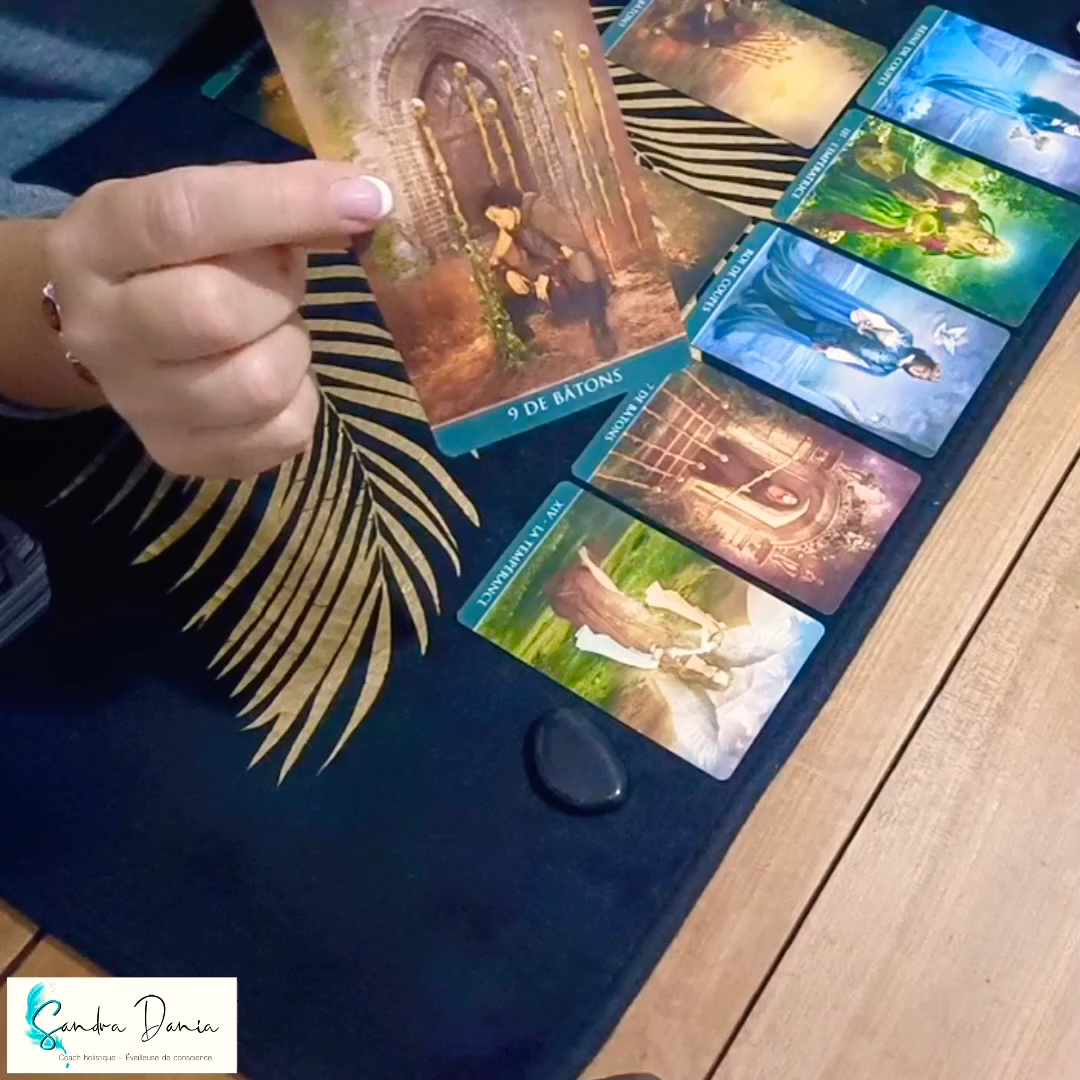 BÂTONS
REINE DE COUPES
III · L'IMPÉRATRICE
ROI DE COUPES
9 DE BÂTONS
7 DE BÂTONS
XIV · LA TEMPÉRANCE
Sandra Dania
Coach holistique - Éveilleuse de conscience